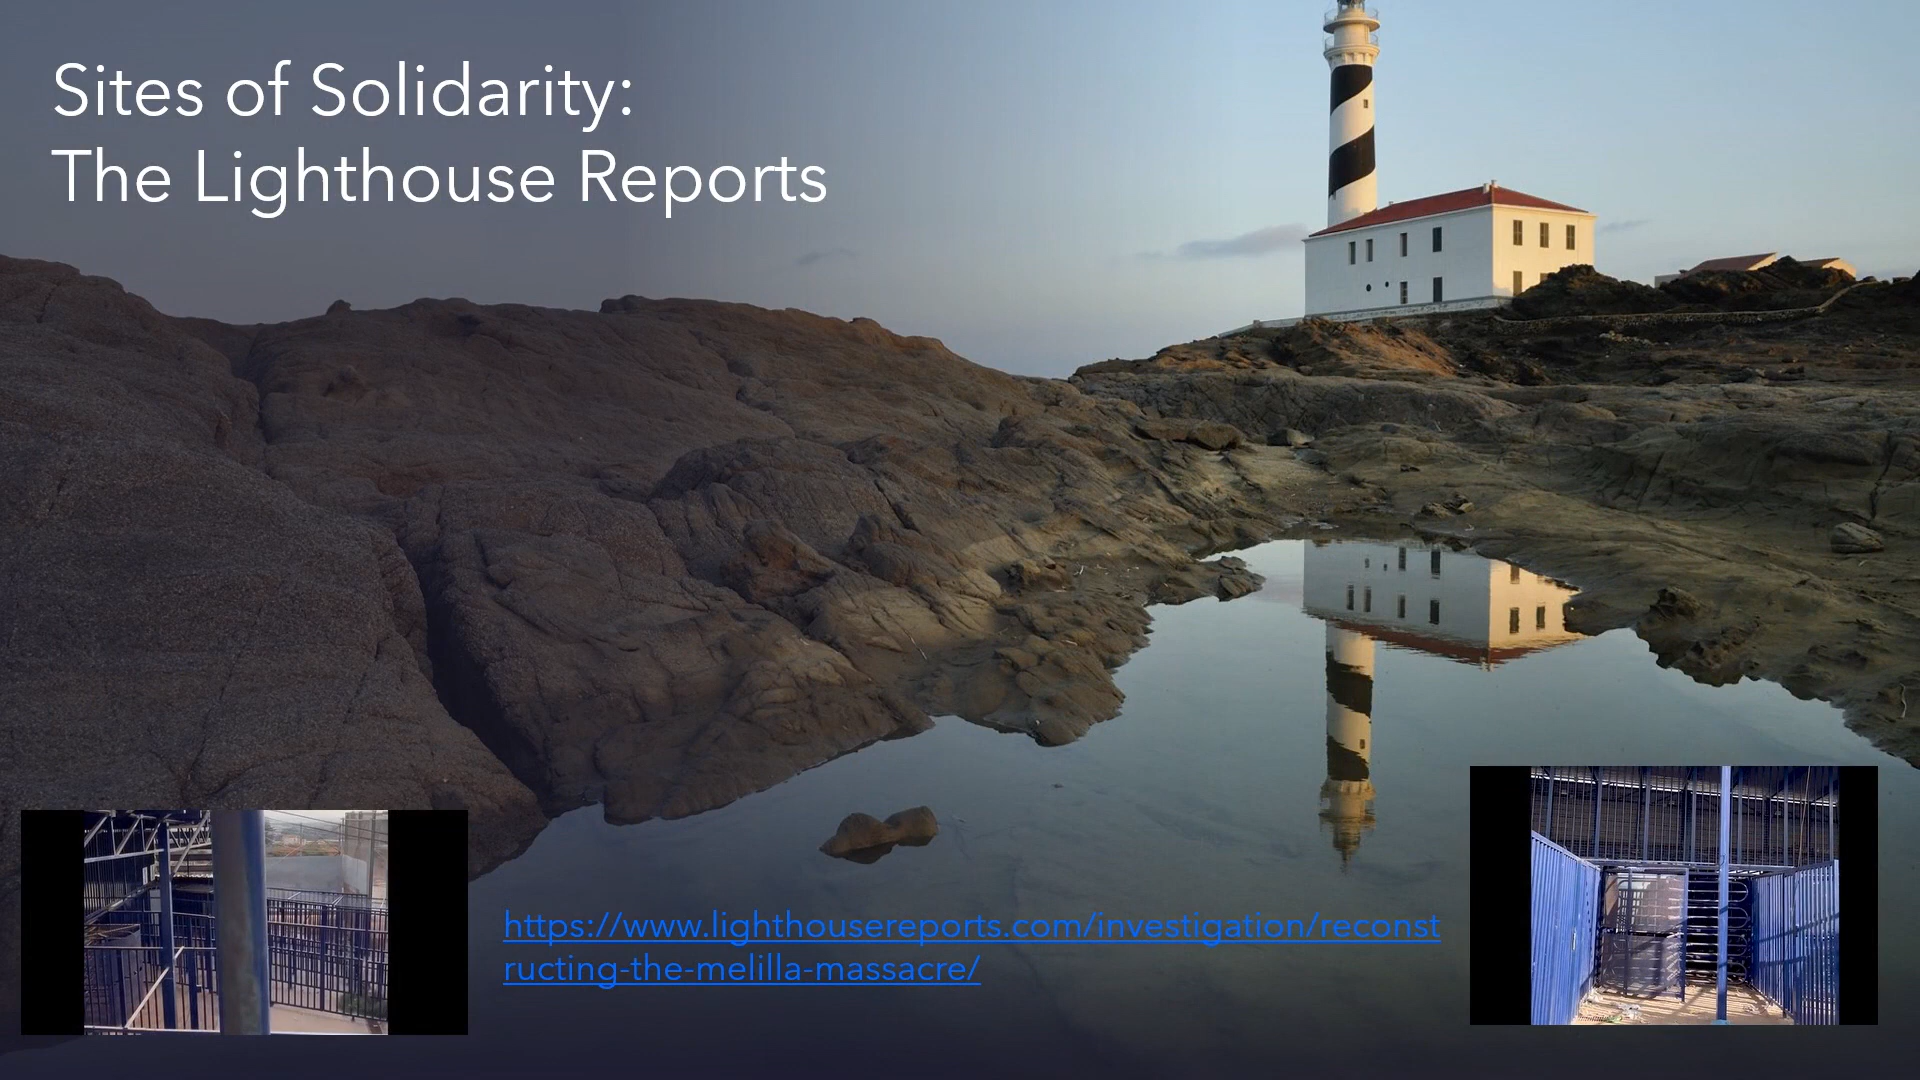 Sites of Solidarity:
The Lighthouse Reports
https://www.lighthousereports.com/investigation/reconst
ructing-the-melilla-massacre/